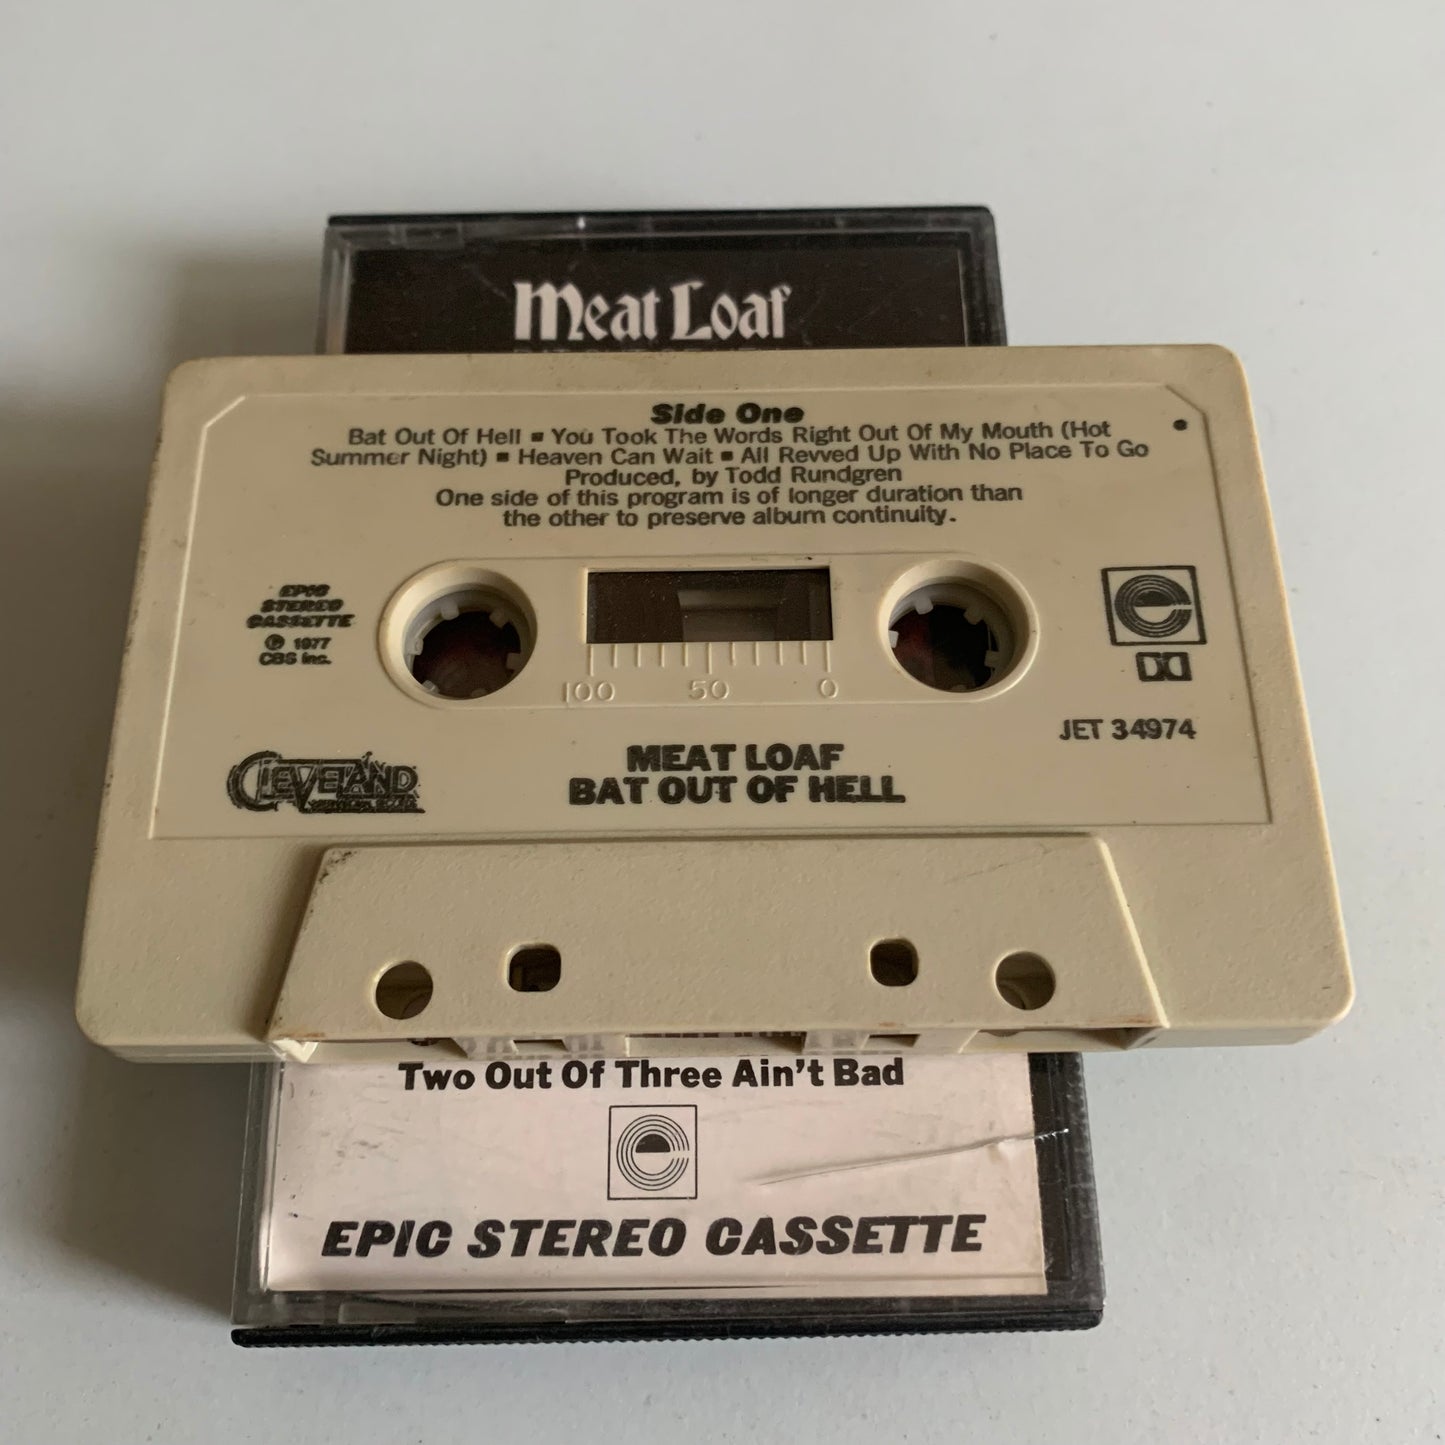 Meat Loaf
Side One
Bat Out Of Hell ■ You Took The Words Right Out Of My Mouth (Hot
Summer Night) ■ Heaven Can Wait ■ All Revved Up With No Place To Go
Produced, by Todd Rundgren
One side of this program is of longer duration than
the other to preserve album continuity.
EPIC
STEREO
CASSETTE
℗ 1977
CBS Inc.
100 50 0
JET 34974
CLEVELAND
MEAT LOAF
BAT OUT OF HELL
Two Out Of Three Ain't Bad
EPIC STEREO CASSETTE